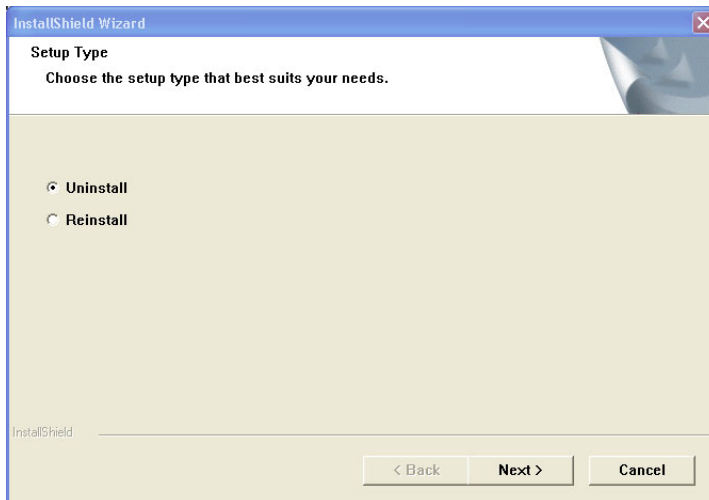 InstallShield Wizard
Setup Type
Choose the setup type that best suits your needs.
Uninstall
Reinstall
InstallShield
< Back Next > Cancel